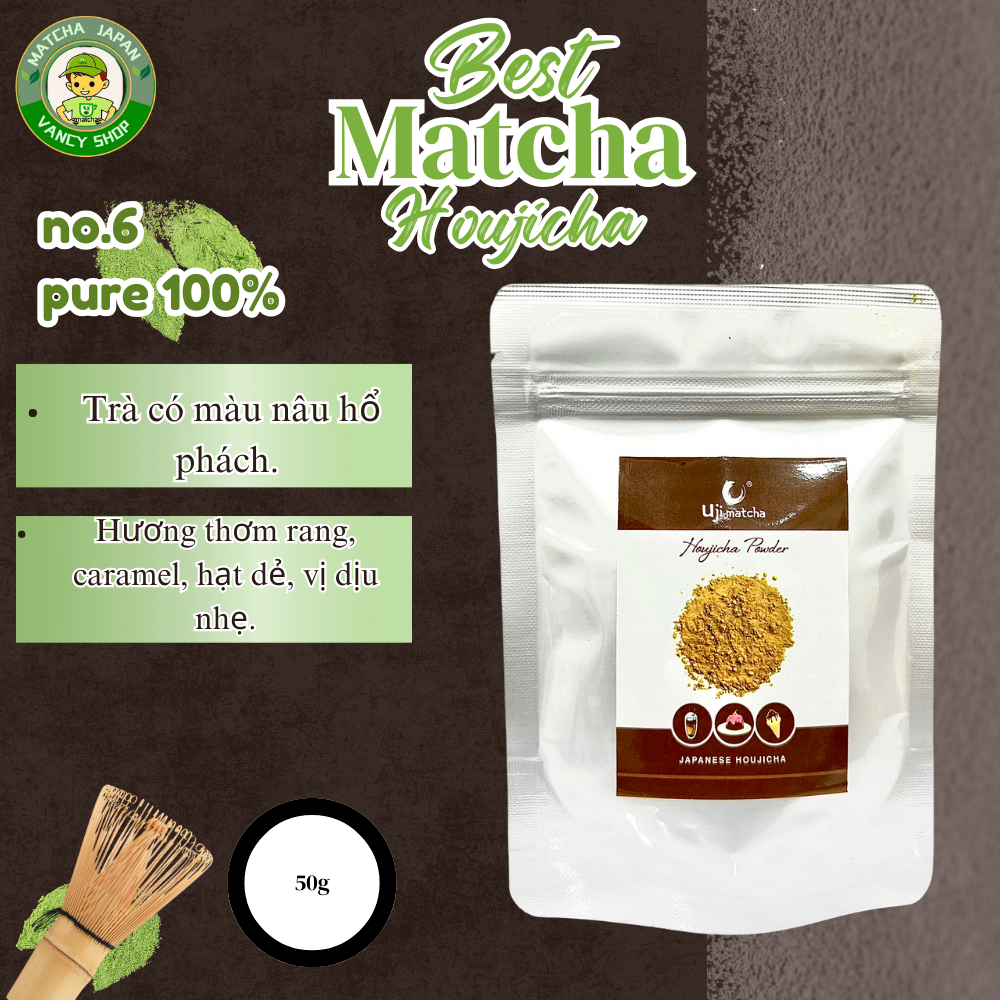 MATCHA JAPAN
matcha
VANCY SHOP
Best
Matcha
Houjicha
no.6
pure 100%
• Trà có màu nâu hổ
phách.
• Hương thơm rang,
caramel, hạt dẻ, vị dịu
nhẹ.
®
Uji matcha
Houjicha Powder
JAPANESE HOUJICHA
50g